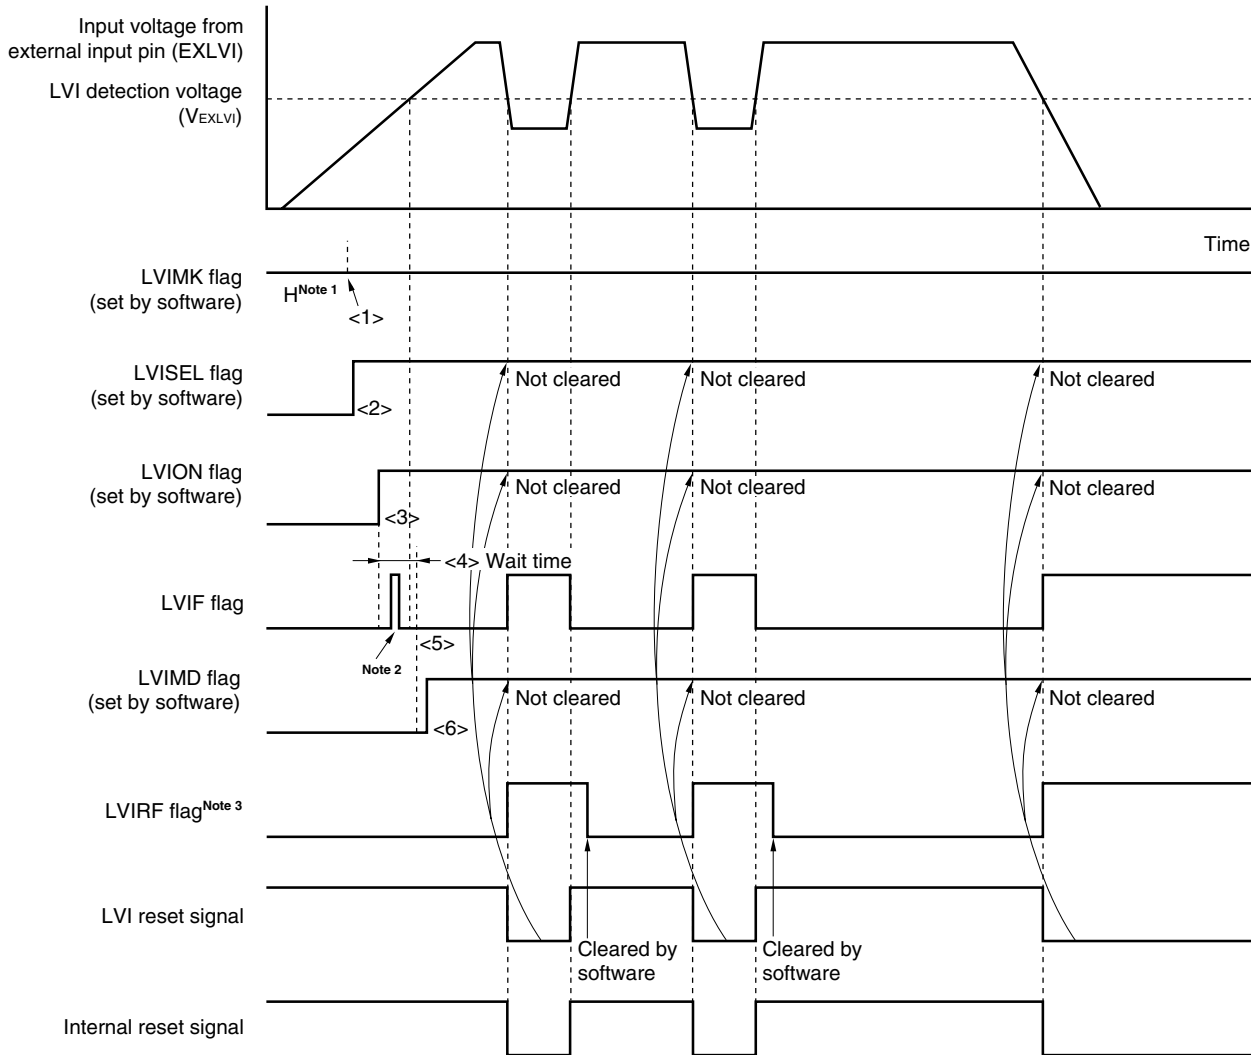 Input voltage from
external input pin (EXLVI)
LVI detection voltage
(VEXLVI)
Time
LVIMK flag
(set by software)
H Note 1
<1>
LVISEL flag
(set by software)
<2>
Not cleared
Not cleared
Not cleared
LVION flag
(set by software)
<3>
Not cleared
Not cleared
Not cleared
<4> Wait time
LVIF flag
Note 2
<5>
LVIMD flag
(set by software)
<6>
Not cleared
Not cleared
Not cleared
LVIRF flag Note 3
LVI reset signal
Cleared by
software
Cleared by
software
Internal reset signal